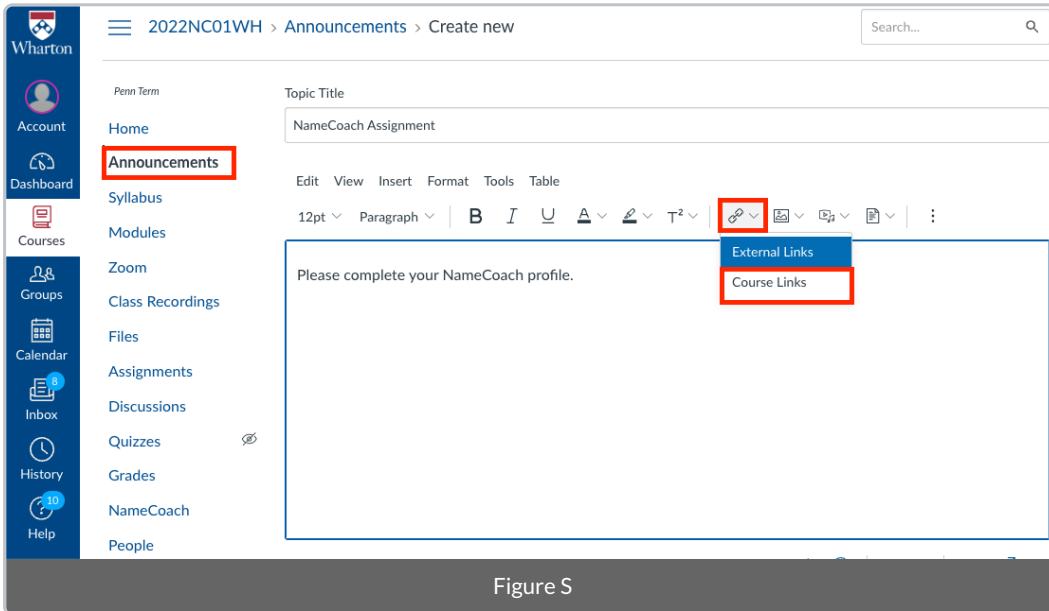 Wharton
Account
Dashboard
Courses
Groups
Calendar
8
Inbox
History
10
Help
2022NC01WH > Announcements > Create new
Search...
Penn Term
Home
Announcements
Syllabus
Modules
Zoom
Class Recordings
Files
Assignments
Discussions
Quizzes
Grades
NameCoach
People
Topic Title
NameCoach Assignment
Edit View Insert Format Tools Table
12pt Paragraph B I U A T²
External Links
Course Links
Please complete your NameCoach profile.
Figure S